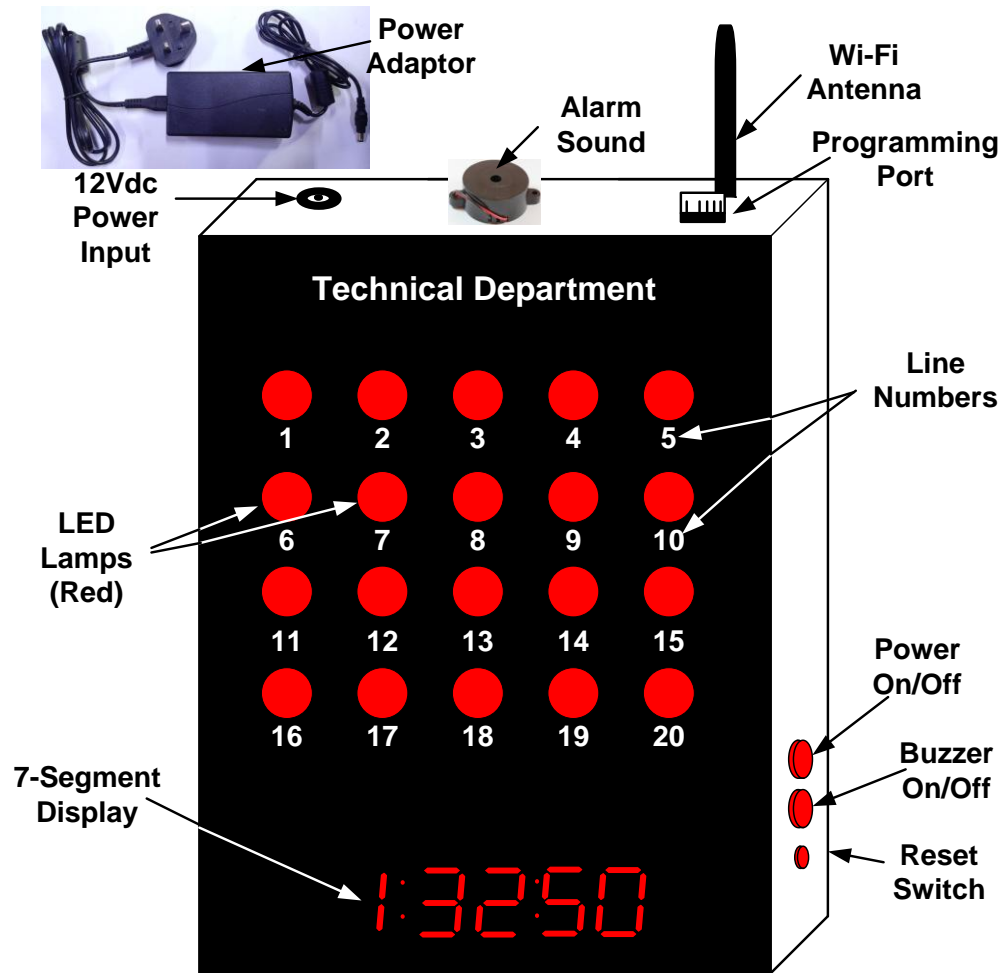 Power
Adaptor
Wi-Fi
Antenna
Alarm
Sound
Programming
Port
12Vdc
Power
Input
Technical Department
Line
Numbers
1 2 3 4 5
LED
Lamps
(Red)
6 7 8 9 10
11 12 13 14 15
16 17 18 19 20
Power
On/Off
Buzzer
On/Off
7-Segment
Display
Reset
Switch
1:32:50